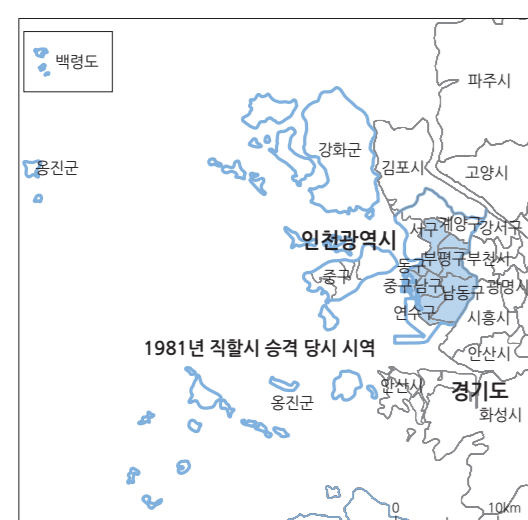 백령도
파주시
강화군
김포시
고양시
옹진군
서구
계양구
강서구
인천광역시
동구
부평구
부천시
중구
중구
남구
남동구
광명시
연수구
시흥시
1981년 직할시 승격 당시 시역
안산시
안산시
경기도
옹진군
화성시
0
10km